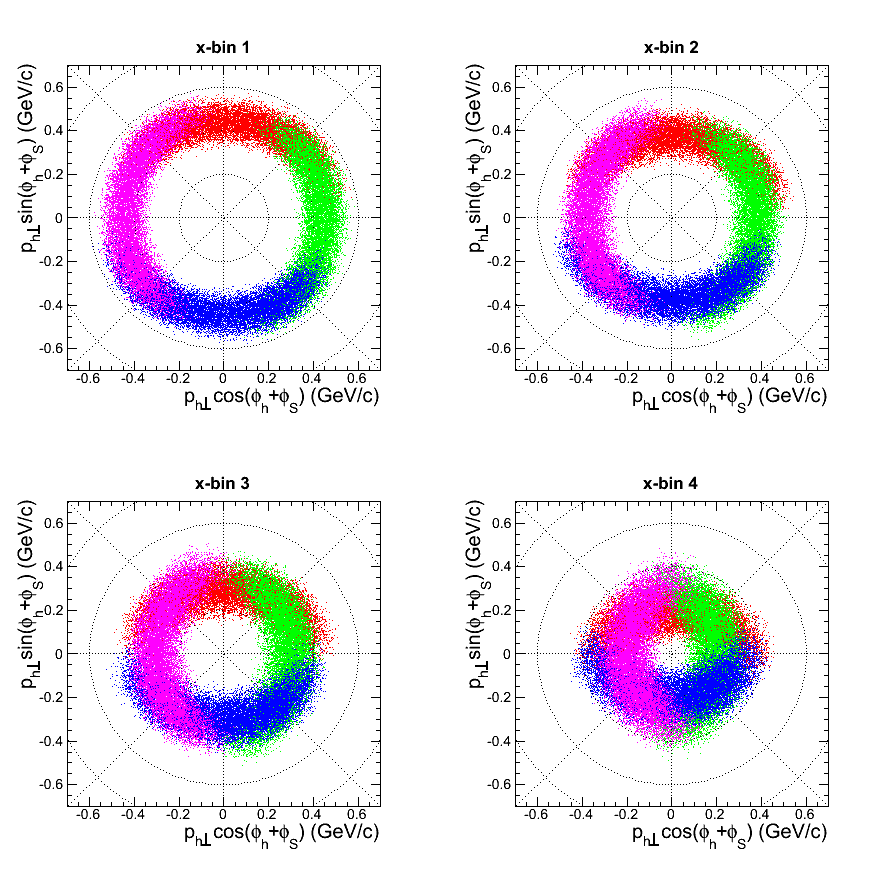 x-bin 1
p_h⊥ sin(ϕ_h+ϕ_S) (GeV/c)
0.6
0.4
0.2
0
-0.2
-0.4
-0.6
-0.6 -0.4 -0.2 0 0.2 0.4 0.6
p_h⊥ cos(ϕ_h+ϕ_S) (GeV/c)
x-bin 2
p_h⊥ sin(ϕ_h+ϕ_S) (GeV/c)
0.6
0.4
0.2
0
-0.2
-0.4
-0.6
-0.6 -0.4 -0.2 0 0.2 0.4 0.6
p_h⊥ cos(ϕ_h+ϕ_S) (GeV/c)
x-bin 3
p_h⊥ sin(ϕ_h+ϕ_S) (GeV/c)
0.6
0.4
0.2
0
-0.2
-0.4
-0.6
-0.6 -0.4 -0.2 0 0.2 0.4 0.6
p_h⊥ cos(ϕ_h+ϕ_S) (GeV/c)
x-bin 4
p_h⊥ sin(ϕ_h+ϕ_S) (GeV/c)
0.6
0.4
0.2
0
-0.2
-0.4
-0.6
-0.6 -0.4 -0.2 0 0.2 0.4 0.6
p_h⊥ cos(ϕ_h+ϕ_S) (GeV/c)